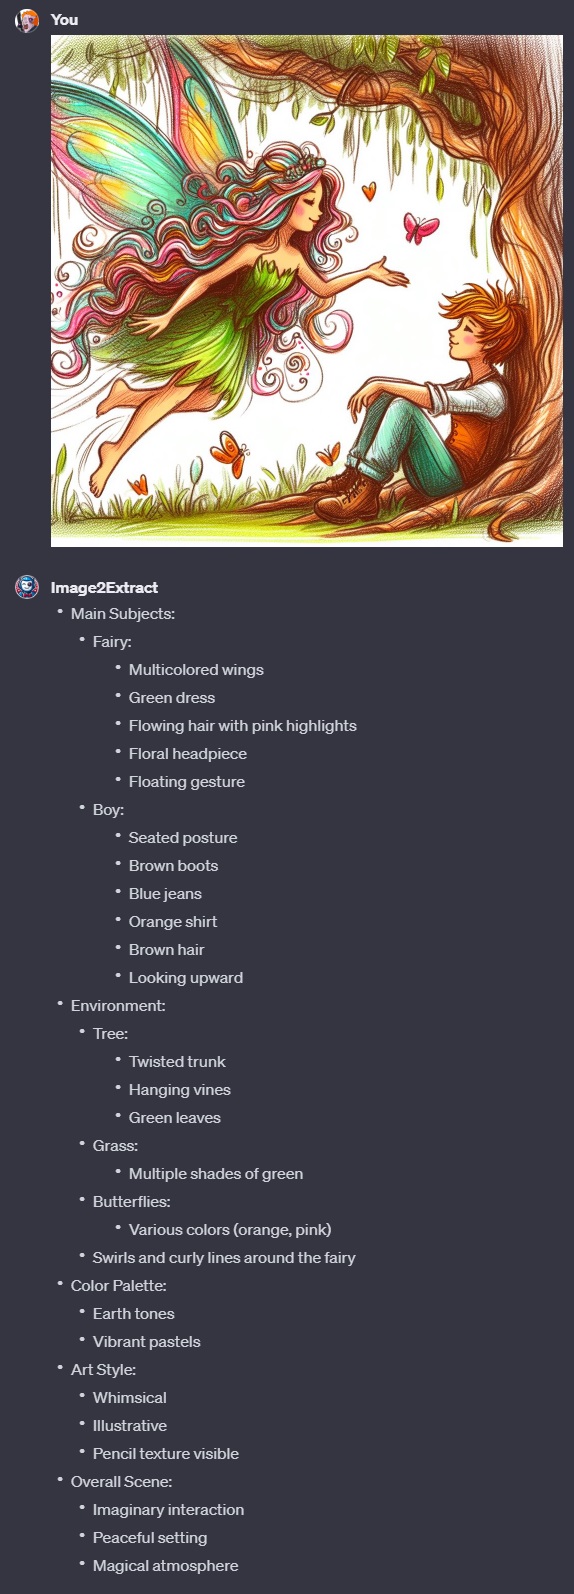 You
Image2Extract
• Main Subjects:
• Fairy:
• Multicolored wings
• Green dress
• Flowing hair with pink highlights
• Floral headpiece
• Floating gesture
• Boy:
• Seated posture
• Brown boots
• Blue jeans
• Orange shirt
• Brown hair
• Looking upward
• Environment:
• Tree:
• Twisted trunk
• Hanging vines
• Green leaves
• Grass:
• Multiple shades of green
• Butterflies:
• Various colors (orange, pink)
• Swirls and curly lines around the fairy
• Color Palette:
• Earth tones
• Vibrant pastels
• Art Style:
• Whimsical
• Illustrative
• Pencil texture visible
• Overall Scene:
• Imaginary interaction
• Peaceful setting
• Magical atmosphere